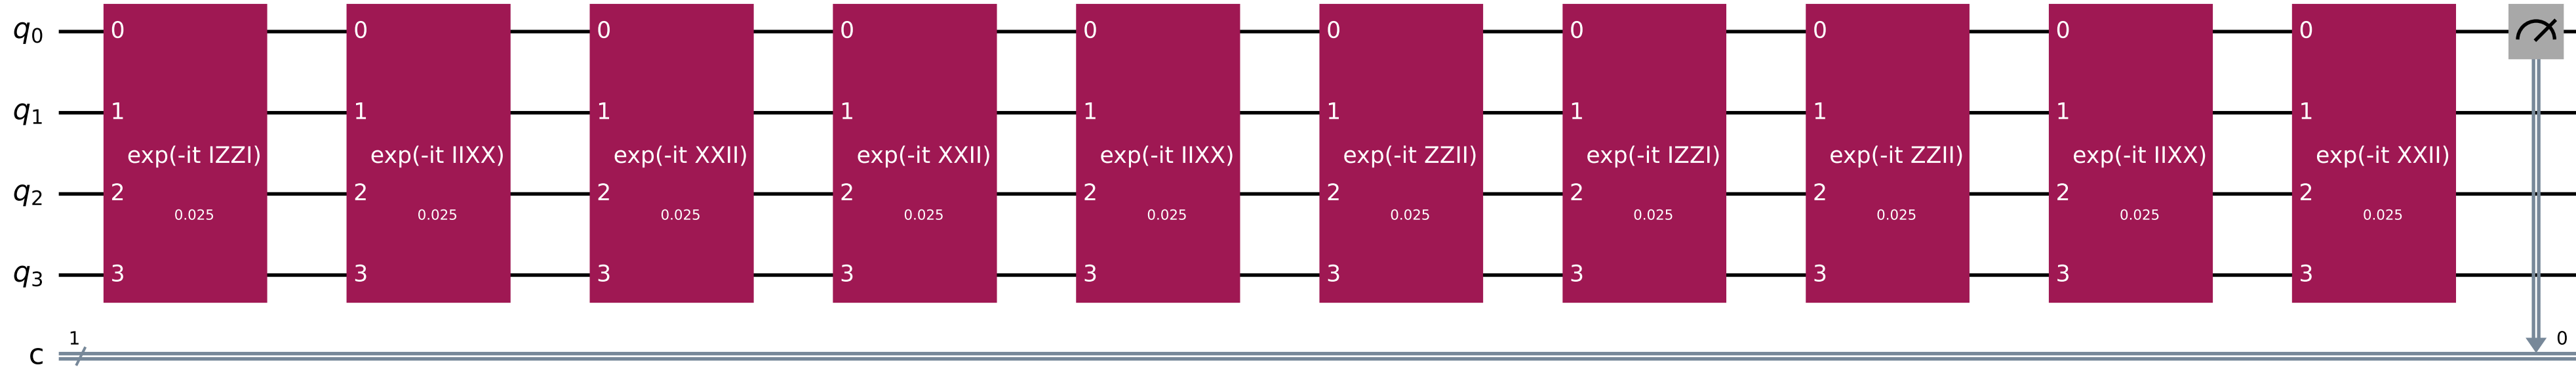 q0 0 0 0 0 0 0 0 0 0 0
q1 1 1 1 1 1 1 1 1 1 1
exp(-it IZZI) exp(-it IIXX) exp(-it XXII) exp(-it XXII) exp(-it IIXX) exp(-it ZZII) exp(-it IZZI) exp(-it ZZII) exp(-it IIXX) exp(-it XXII)
q2 2 2 2 2 2 2 2 2 2 2
0.025 0.025 0.025 0.025 0.025 0.025 0.025 0.025 0.025 0.025
q3 3 3 3 3 3 3 3 3 3 3
1 0
c